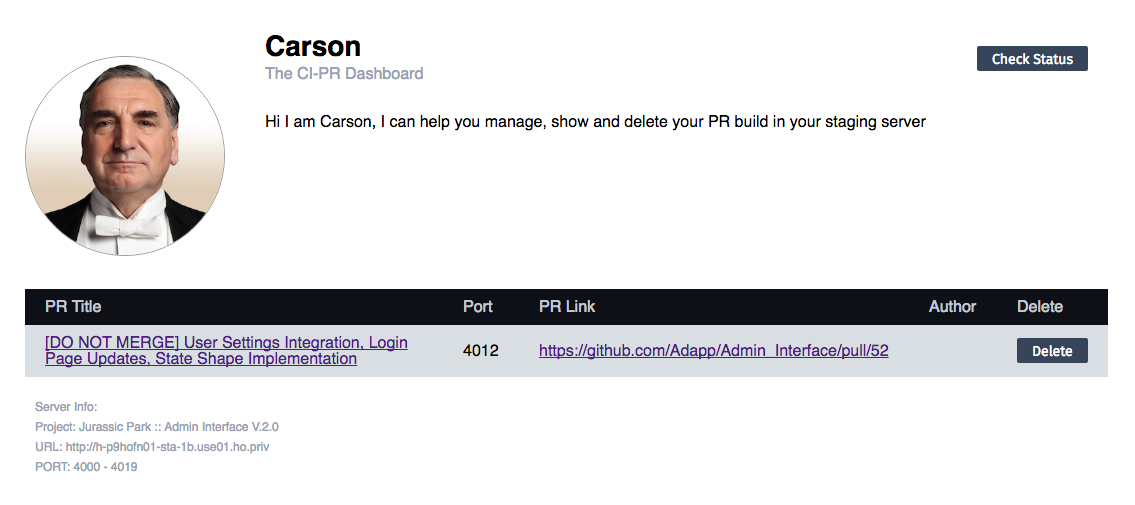 Carson
The CI-PR Dashboard
Check Status
Hi I am Carson, I can help you manage, show and delete your PR build in your staging server
PR Title Port PR Link Author Delete
[DO NOT MERGE] User Settings Integration, Login
Page Updates, State Shape Implementation
4012 https://github.com/Adapp/Admin_Interface/pull/52 Delete
Server Info:
Project: Jurassic Park :: Admin Interface V.2.0
URL: http://h-p9hofn01-sta-1b.use01.ho.priv
PORT: 4000 - 4019